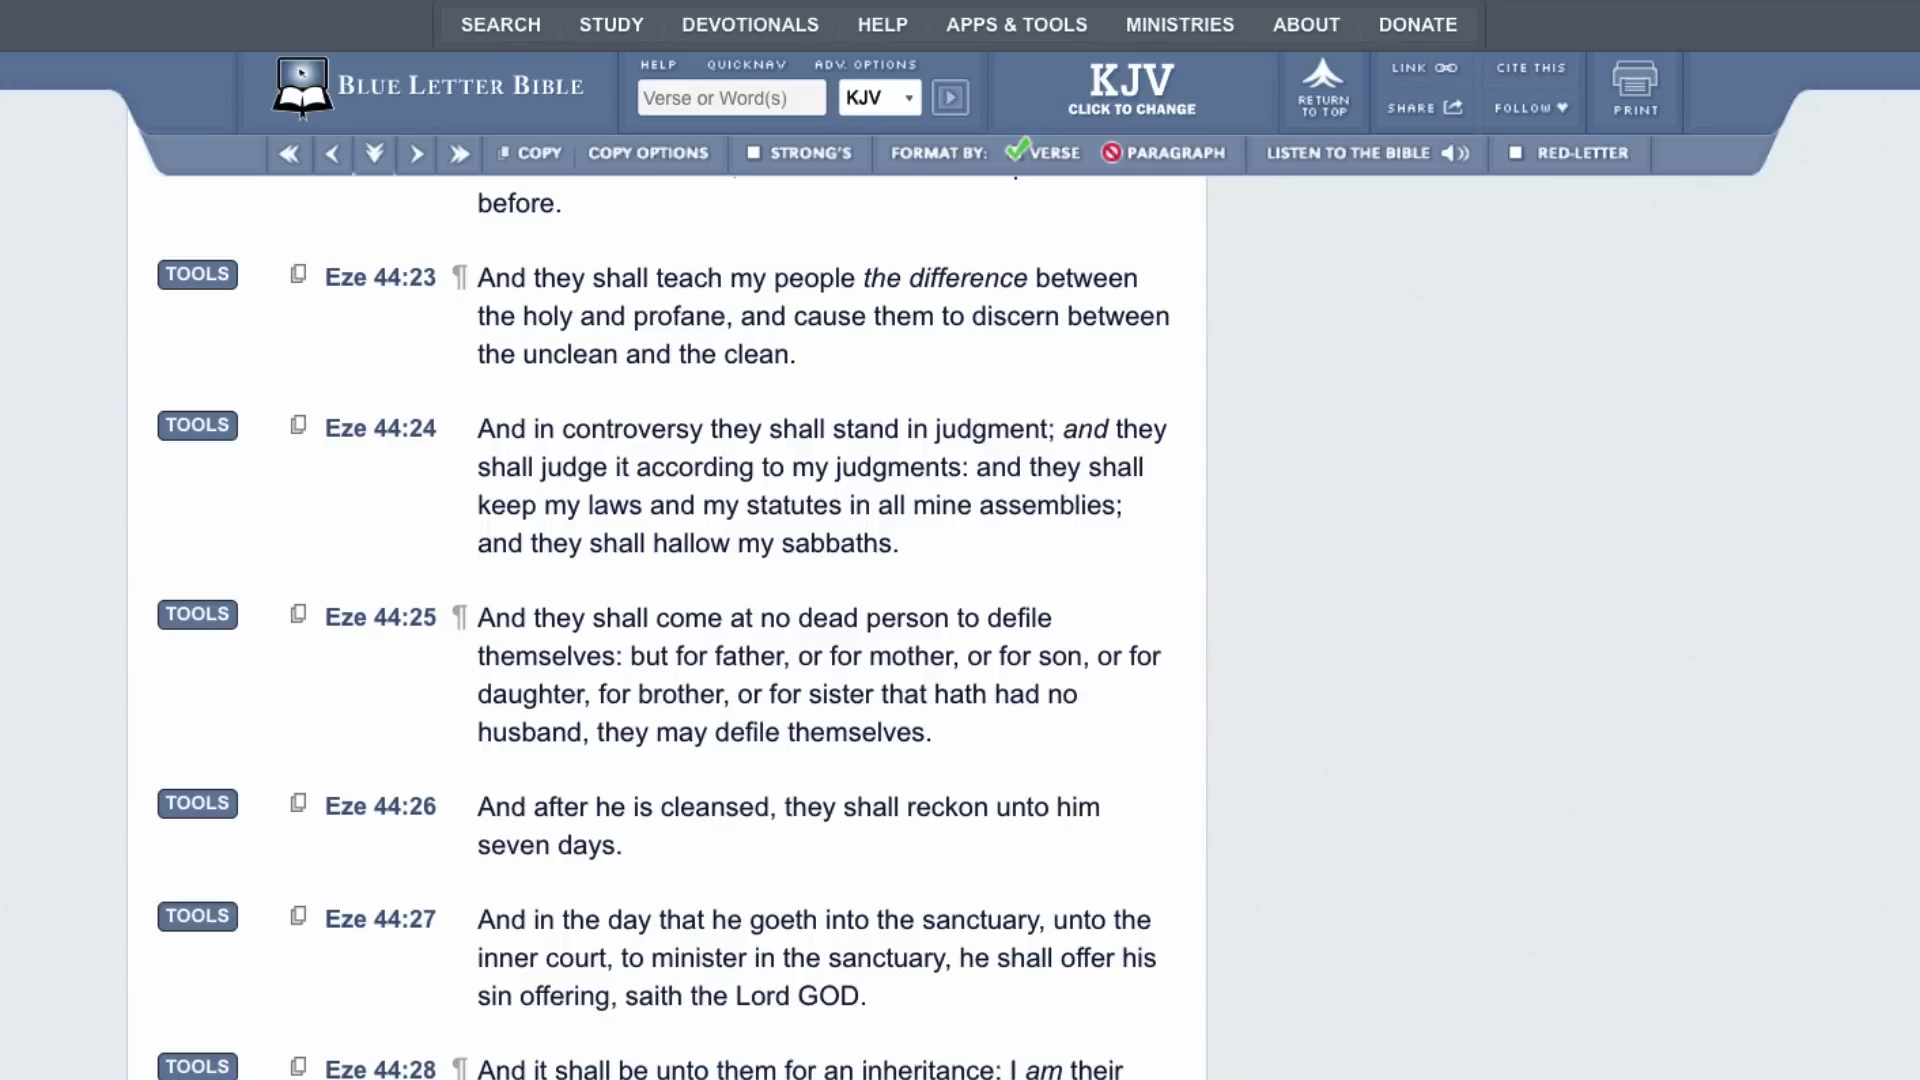 SEARCH STUDY DEVOTIONALS HELP APPS & TOOLS MINISTRIES ABOUT DONATE
BLUE LETTER BIBLE
HELP QUICKNAV ADV. OPTIONS
Verse or Word(s) KJV
KJV
CLICK TO CHANGE
RETURN
TO TOP
LINK CITE THIS
SHARE FOLLOW
PRINT
COPY COPY OPTIONS STRONG'S FORMAT BY: VERSE PARAGRAPH LISTEN TO THE BIBLE RED-LETTER
before.
TOOLS Eze 44:23 ¶ And they shall teach my people the difference between
the holy and profane, and cause them to discern between
the unclean and the clean.
TOOLS Eze 44:24 And in controversy they shall stand in judgment; and they
shall judge it according to my judgments: and they shall
keep my laws and my statutes in all mine assemblies;
and they shall hallow my sabbaths.
TOOLS Eze 44:25 ¶ And they shall come at no dead person to defile
themselves: but for father, or for mother, or for son, or for
daughter, for brother, or for sister that hath had no
husband, they may defile themselves.
TOOLS Eze 44:26 And after he is cleansed, they shall reckon unto him
seven days.
TOOLS Eze 44:27 And in the day that he goeth into the sanctuary, unto the
inner court, to minister in the sanctuary, he shall offer his
sin offering, saith the Lord GOD.
TOOLS Eze 44:28 ¶ And it shall be unto them for an inheritance: I am their